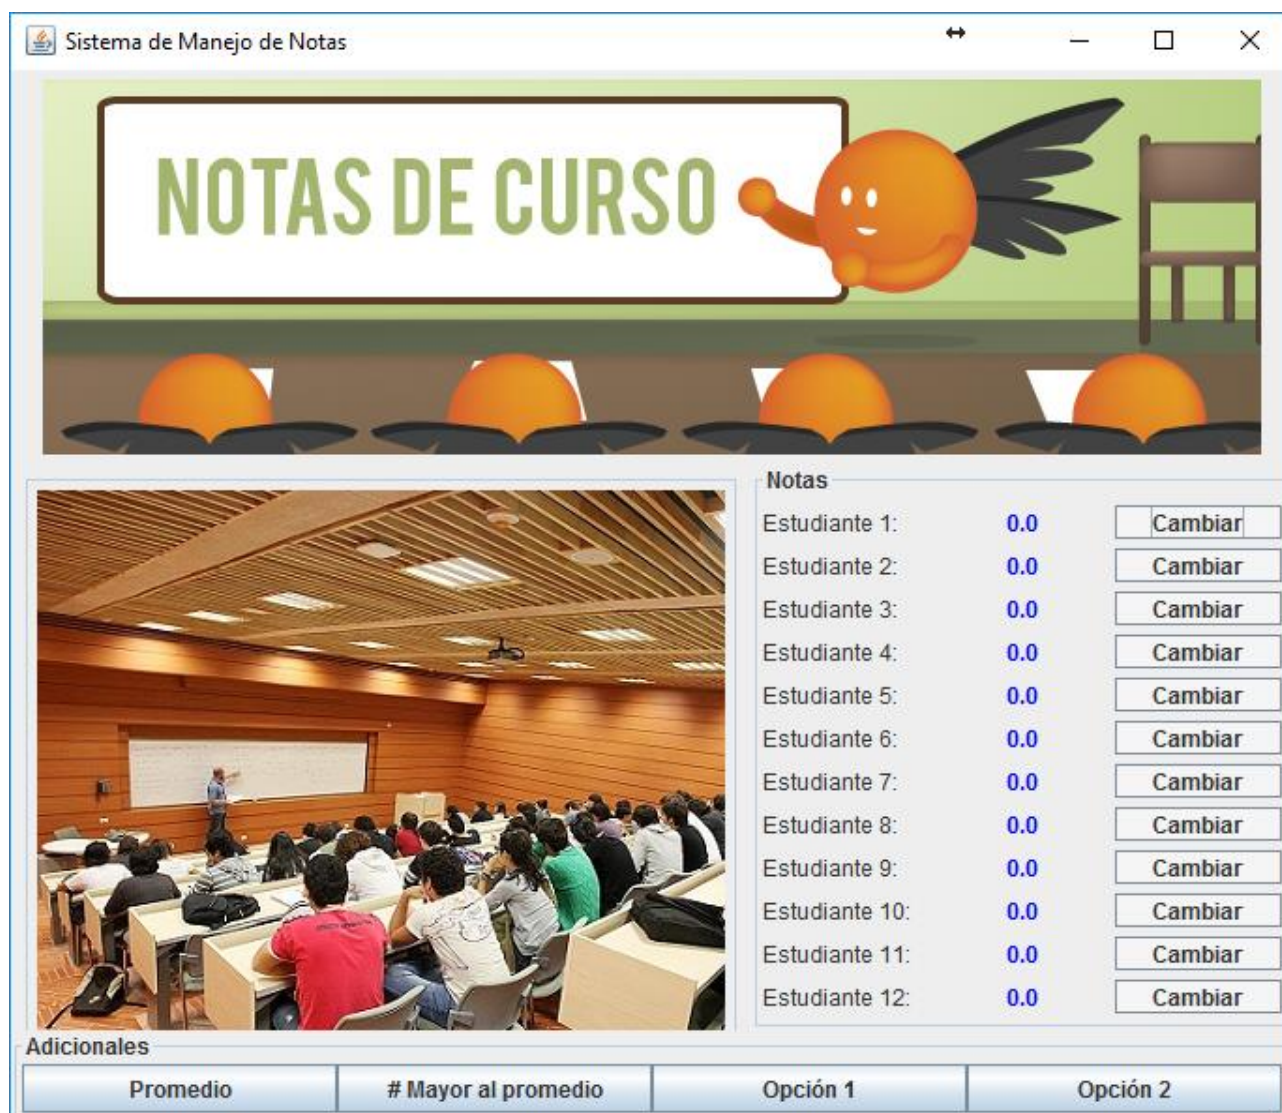 Sistema de Manejo de Notas
NOTAS DE CURSO
Notas
Estudiante 1: 0.0 Cambiar
Estudiante 2: 0.0 Cambiar
Estudiante 3: 0.0 Cambiar
Estudiante 4: 0.0 Cambiar
Estudiante 5: 0.0 Cambiar
Estudiante 6: 0.0 Cambiar
Estudiante 7: 0.0 Cambiar
Estudiante 8: 0.0 Cambiar
Estudiante 9: 0.0 Cambiar
Estudiante 10: 0.0 Cambiar
Estudiante 11: 0.0 Cambiar
Estudiante 12: 0.0 Cambiar
Adicionales
Promedio # Mayor al promedio Opción 1 Opción 2